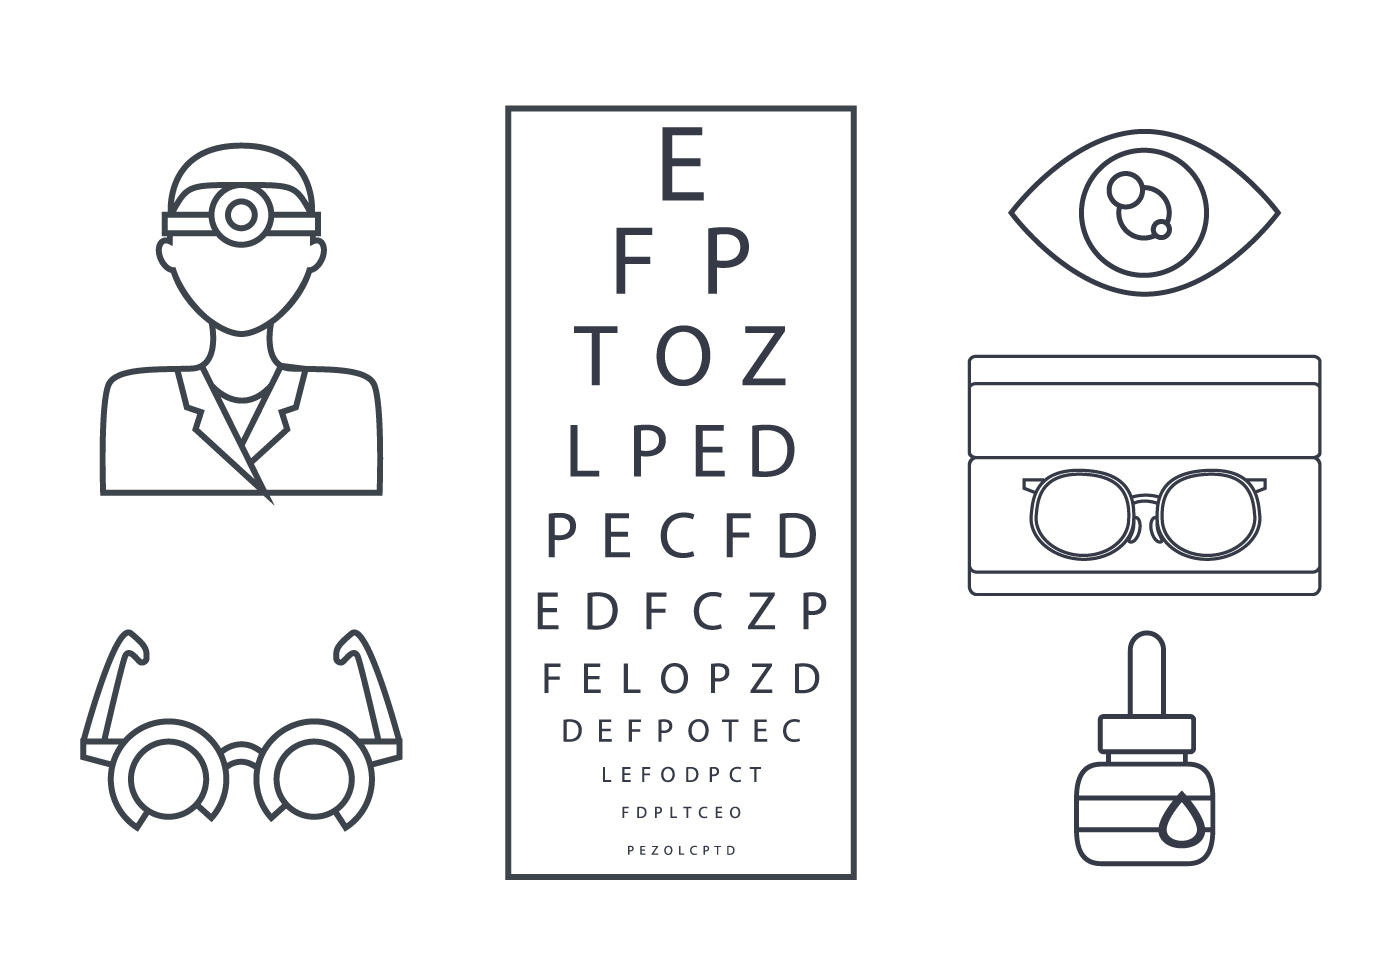 E
F P
T O Z
L P E D
P E C F D
E D F C Z P
F E L O P Z D
D E F P O T E C
L E F O D P C T
F D P L T C E O
P E Z O L C P T D